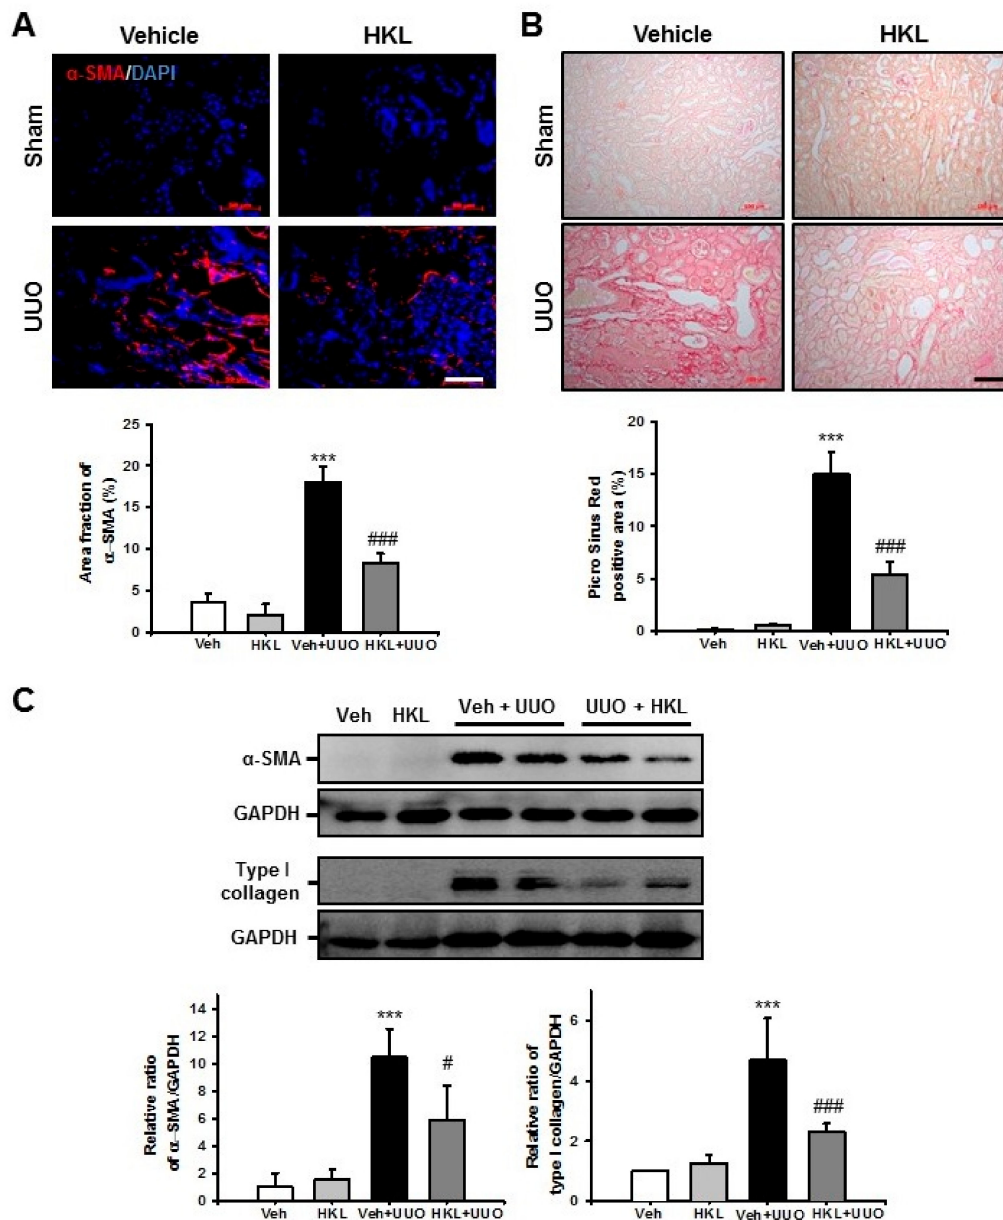 A
Vehicle HKL
α-SMA/DAPI
Sham
UUO
Area fraction of
α-SMA (%)
25
20
15
10
5
0
***
###
Veh HKL Veh+UUO HKL+UUO
B
Vehicle HKL
Sham
UUO
Picro Sirus Red
positive area (%)
20
15
10
5
0
***
###
Veh HKL Veh+UUO HKL+UUO
C
Veh HKL Veh + UUO UUO + HKL
α-SMA
GAPDH
Type I
collagen
GAPDH
Relative ratio
of α-SMA/GAPDH
14
12
10
8
6
4
2
0
***
#
Veh HKL Veh+UUO HKL+UUO
Relative ratio of
type I collagen/GAPDH
6
4
2
0
***
###
Veh HKL Veh+UUO HKL+UUO